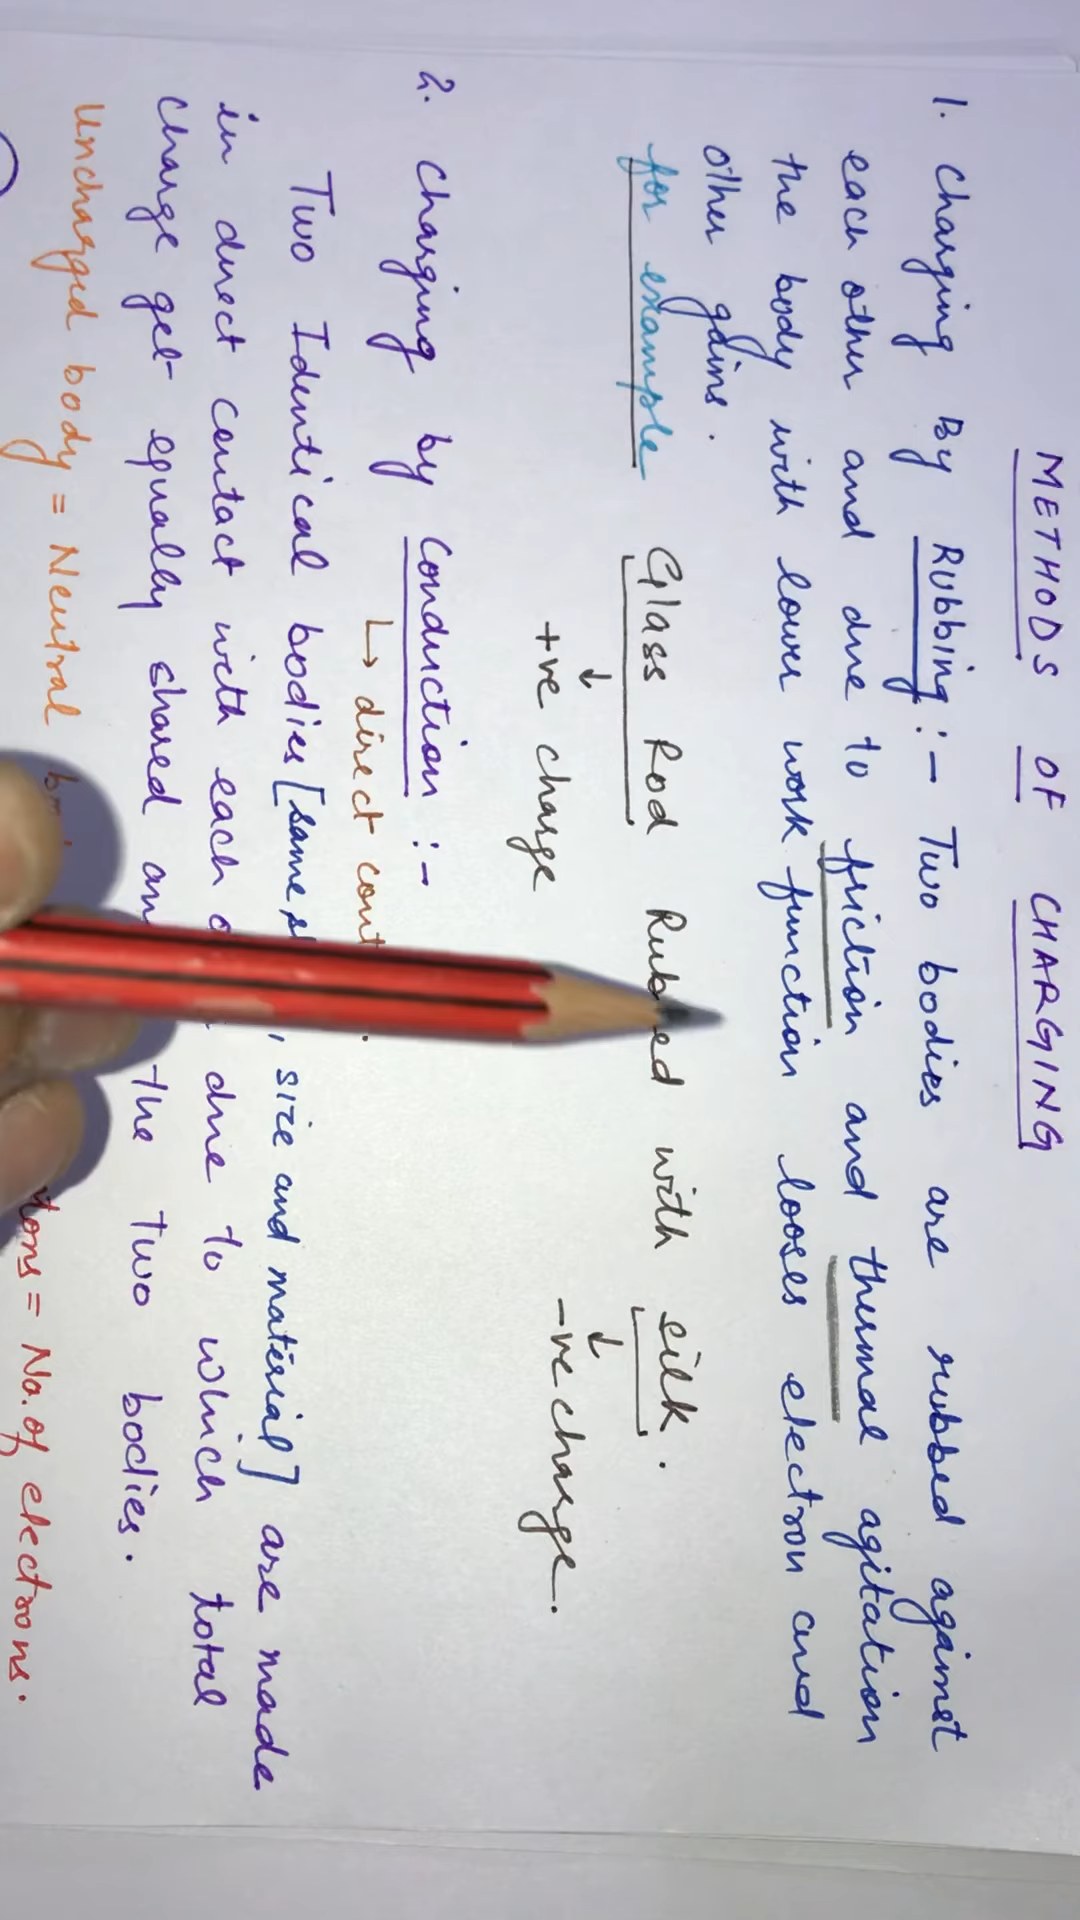 METHODS OF CHARGING
1. Charging By Rubbing :- Two bodies are rubbed against
each other and due to friction and thermal agitation
the body with lower work function looses electron and
other gains.
for example Glass Rod Rubbed with silk.
↓ ↓
+ve charge -ve charge.
2. Charging by Conduction :-
↳ direct
Two Identical bodies [same size and material] are made
in direct contact with each due to which total
charge get equally shared the two bodies.
Uncharged body = Neutral
= No. of electrons.